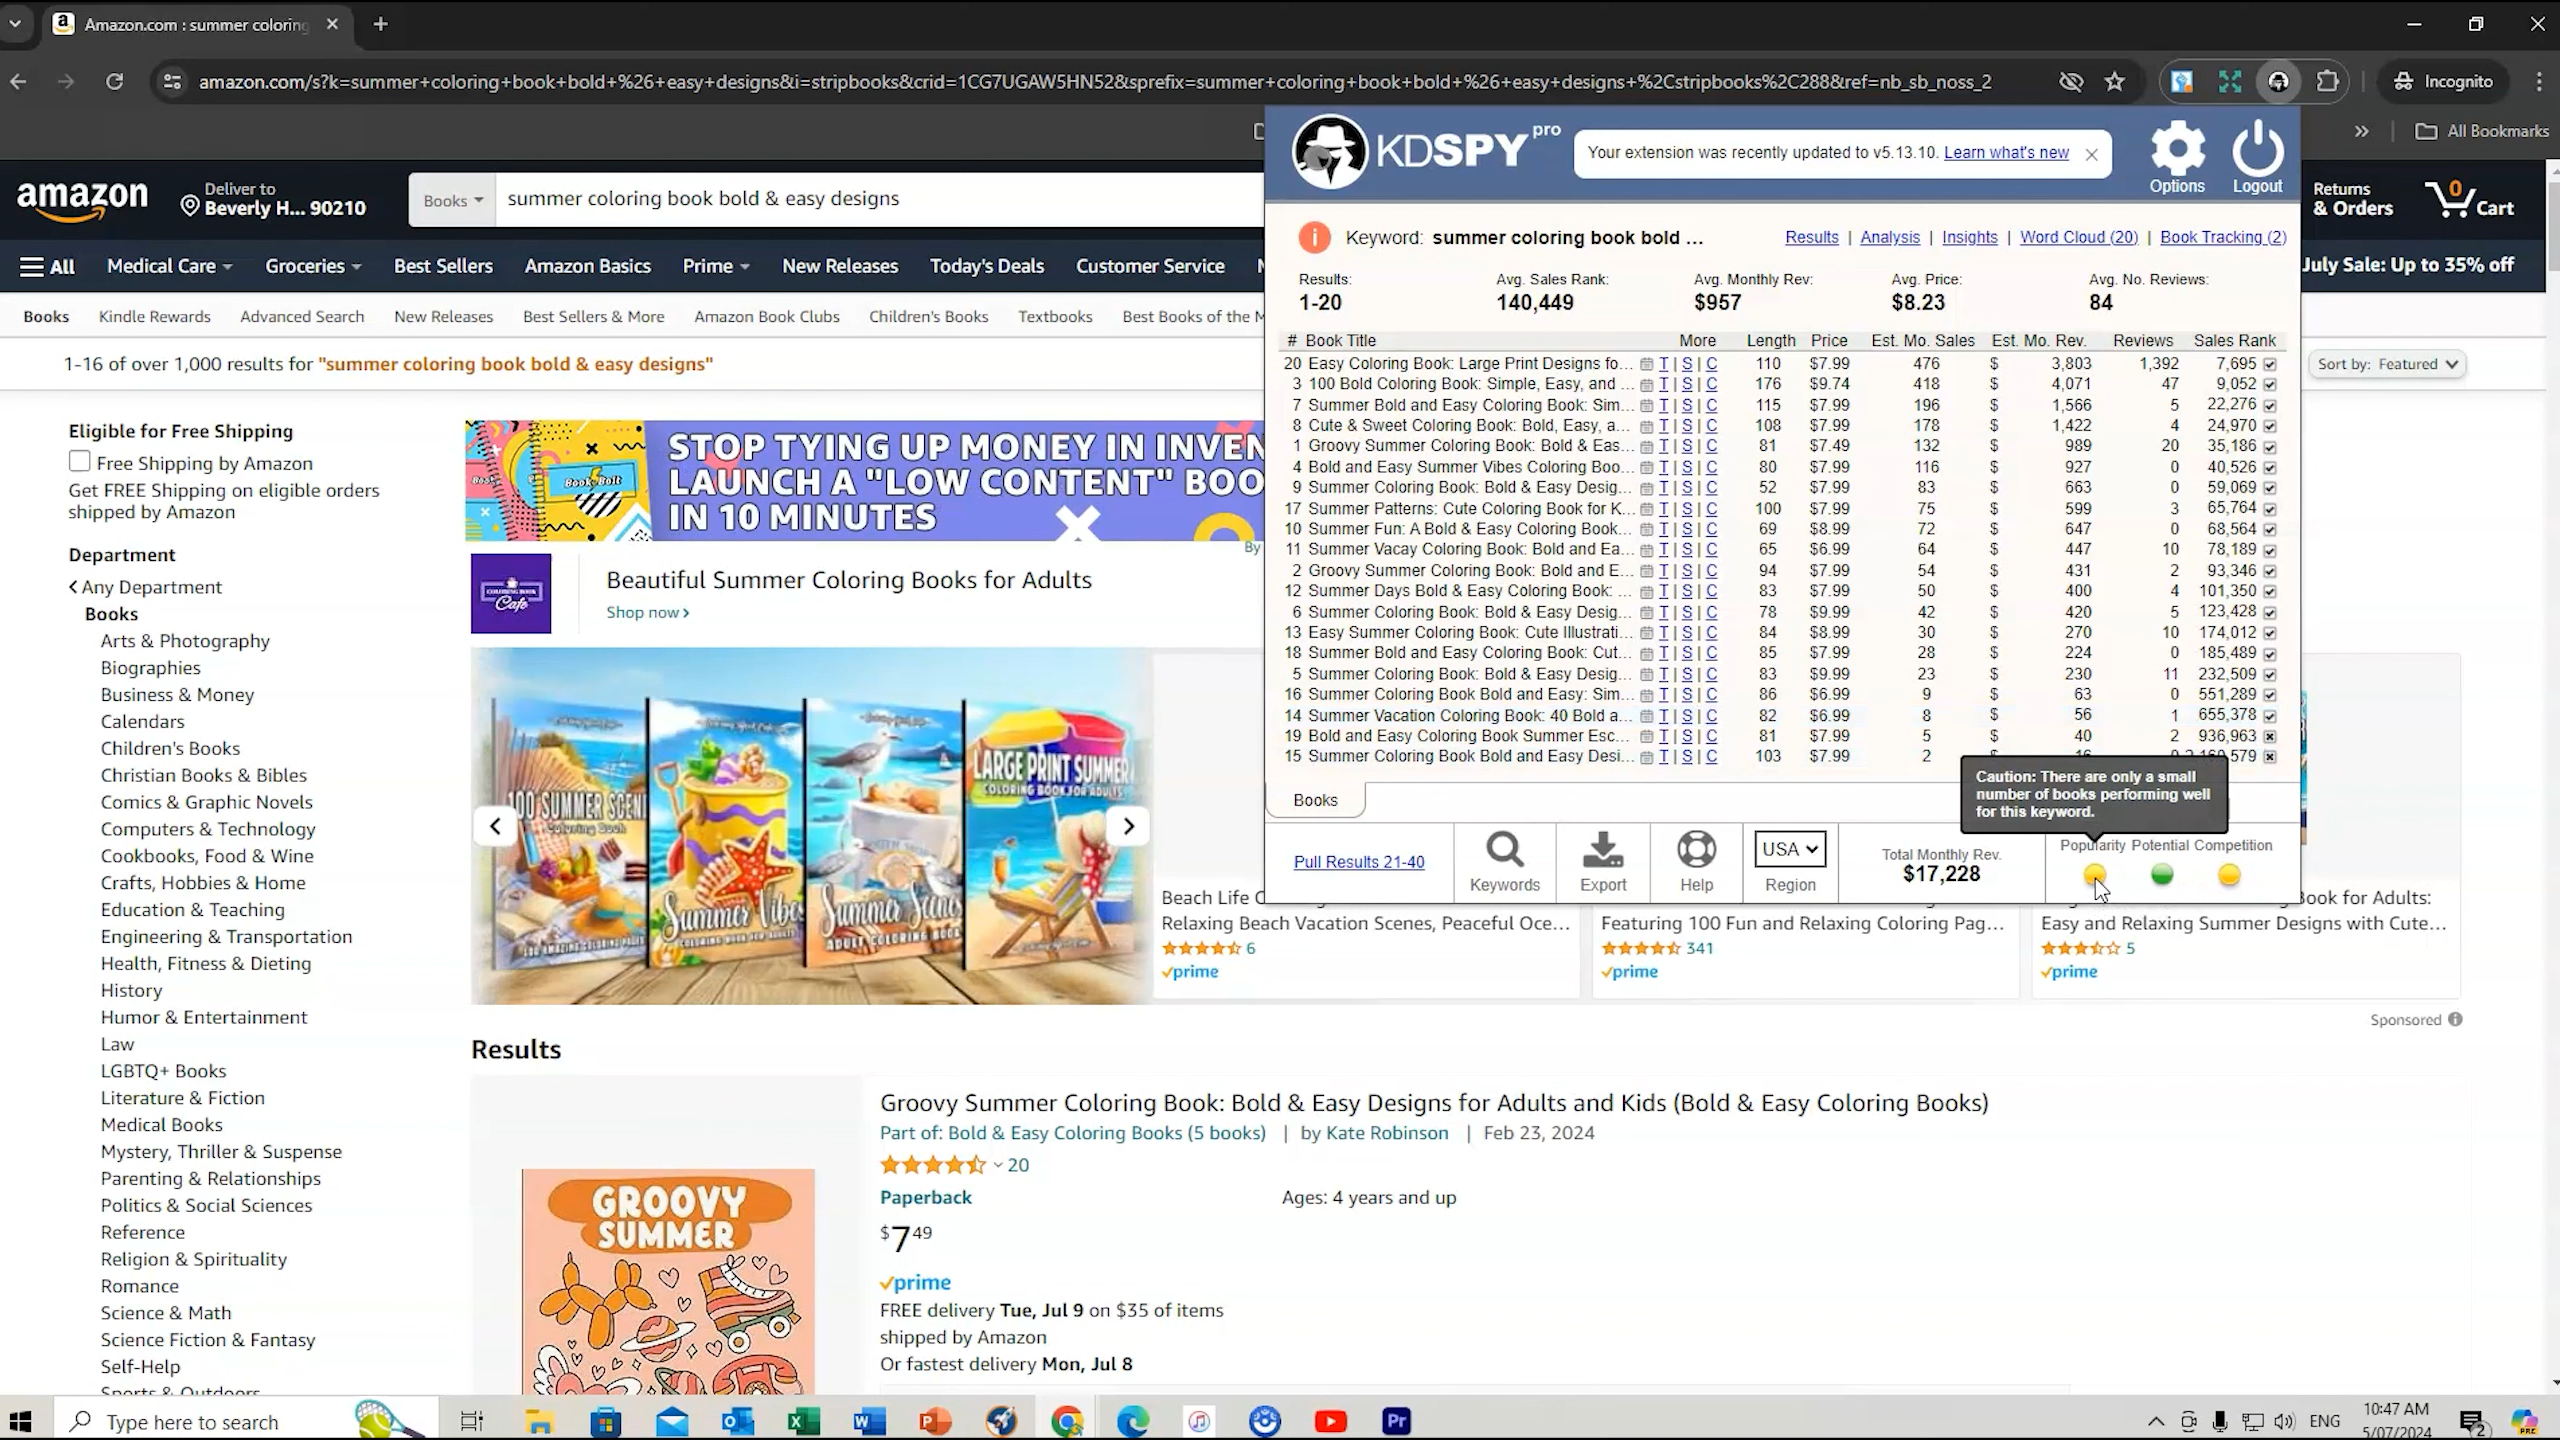 Amazon.com : summer coloring
amazon.com/s?k=summer+coloring+book+bold+%26+easy+designs&i=stripbooks&crid=1CG7UGAW5HN52&sprefix=summer+coloring+book+bold+%26+easy+designs+%2Cstripbooks%2C288&ref=nb_sb_noss_2
Incognito
All Bookmarks
amazon
Deliver to
Beverly H... 90210
Books
summer coloring book bold & easy designs
Returns
& Orders
0
Cart
All
Medical Care
Groceries
Best Sellers
Amazon Basics
Prime
New Releases
Today's Deals
Customer Service
July Sale: Up to 35% off
Books
Kindle Rewards
Advanced Search
New Releases
Best Sellers & More
Amazon Book Clubs
Children's Books
Textbooks
Best Books of the M
1-16 of over 1,000 results for "summer coloring book bold & easy designs"
Sort by: Featured
KDSPY pro
Your extension was recently updated to v5.13.10. Learn what's new
Options
Logout
Keyword: summer coloring book bold ...
Results | Analysis | Insights | Word Cloud (20) | Book Tracking (2)
Results: Avg. Sales Rank: Avg. Monthly Rev: Avg. Price: Avg. No. Reviews:
1-20 140,449 $957 $8.23 84
# Book Title More Length Price Est. Mo. Sales Est. Mo. Rev. Reviews Sales Rank
20 Easy Coloring Book: Large Print Designs fo... T | S | C 110 $7.99 476 $ 3,803 1,392 7,695
3 100 Bold Coloring Book: Simple, Easy, and ... T | S | C 176 $9.74 418 $ 4,071 47 9,052
7 Summer Bold and Easy Coloring Book: Sim... T | S | C 115 $7.99 196 $ 1,566 5 22,276
8 Cute & Sweet Coloring Book: Bold, Easy, a... T | S | C 108 $7.99 178 $ 1,422 4 24,970
1 Groovy Summer Coloring Book: Bold & Eas... T | S | C 81 $7.49 132 $ 989 20 35,186
4 Bold and Easy Summer Vibes Coloring Boo... T | S | C 80 $7.99 116 $ 927 0 40,526
9 Summer Coloring Book: Bold & Easy Desig... T | S | C 52 $7.99 83 $ 663 0 59,069
17 Summer Patterns: Cute Coloring Book for K... T | S | C 100 $7.99 75 $ 599 3 65,764
10 Summer Fun: A Bold & Easy Coloring Book... T | S | C 69 $8.99 72 $ 647 0 68,564
11 Summer Vacay Coloring Book: Bold and Ea... T | S | C 65 $6.99 64 $ 447 10 78,189
2 Groovy Summer Coloring Book: Bold and E... T | S | C 94 $7.99 54 $ 431 2 93,346
12 Summer Days Bold & Easy Coloring Book: ... T | S | C 83 $7.99 50 $ 400 4 101,350
6 Summer Coloring Book: Bold & Easy Desig... T | S | C 78 $9.99 42 $ 420 5 123,428
13 Easy Summer Coloring Book: Cute Illustrati... T | S | C 84 $8.99 30 $ 270 10 174,012
18 Summer Bold and Easy Coloring Book: Cut... T | S | C 85 $7.99 28 $ 224 0 185,489
5 Summer Coloring Book: Bold & Easy Desig... T | S | C 83 $9.99 23 $ 230 11 232,509
16 Summer Coloring Book Bold and Easy: Sim... T | S | C 86 $6.99 9 $ 63 0 551,289
14 Summer Vacation Coloring Book: 40 Bold a... T | S | C 82 $6.99 8 $ 56 1 655,378
19 Bold and Easy Coloring Book Summer Esc... T | S | C 81 $7.99 5 $ 40 2 936,963
15 Summer Coloring Book Bold and Easy Desi... T | S | C 103 $7.99 2
Caution: There are only a small
number of books performing well
for this keyword.
Books
Pull Results 21-40
Keywords
Export
Help
USA
Region
Total Monthly Rev.
$17,228
Popularity Potential Competition
Eligible for Free Shipping
Free Shipping by Amazon
Get FREE Shipping on eligible orders
shipped by Amazon
Department
Any Department
Books
Arts & Photography
Biographies
Business & Money
Calendars
Children's Books
Christian Books & Bibles
Comics & Graphic Novels
Computers & Technology
Cookbooks, Food & Wine
Crafts, Hobbies & Home
Education & Teaching
Engineering & Transportation
Health, Fitness & Dieting
History
Humor & Entertainment
Law
LGBTQ+ Books
Literature & Fiction
Medical Books
Mystery, Thriller & Suspense
Parenting & Relationships
Politics & Social Sciences
Reference
Religion & Spirituality
Romance
Science & Math
Science Fiction & Fantasy
Self-Help
Sports & Outdoors
Book Bolt
STOP TYING UP MONEY IN INVEN
LAUNCH A "LOW CONTENT" BOO
IN 10 MINUTES
By
Cafe
Beautiful Summer Coloring Books for Adults
Shop now
100 SUMMER SCEN
Coloring Book
Summer Vibes
COLORING BOOK FOR ADULTS
Summer Scenes
ADULT COLORING BOOK
LARGE PRINT SUMMER
COLORING BOOK FOR ADULTS
Beach Life C
Relaxing Beach Vacation Scenes, Peaceful Oce...
6
prime
Featuring 100 Fun and Relaxing Coloring Pag...
341
prime
Book for Adults:
Easy and Relaxing Summer Designs with Cute...
5
prime
Sponsored
Results
GROOVY
SUMMER
Groovy Summer Coloring Book: Bold & Easy Designs for Adults and Kids (Bold & Easy Coloring Books)
Part of: Bold & Easy Coloring Books (5 books) | by Kate Robinson | Feb 23, 2024
20
Paperback
Ages: 4 years and up
$7 49
prime
FREE delivery Tue, Jul 9 on $35 of items
shipped by Amazon
Or fastest delivery Mon, Jul 8
Type here to search
ENG
10:47 AM
5/07/2024
2